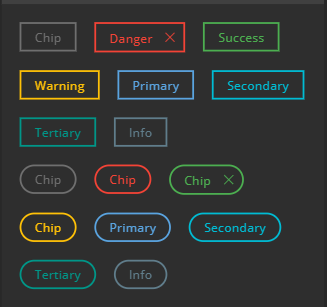 Chip Danger Success
Warning Primary Secondary
Tertiary Info
Chip Chip Chip
Chip Primary Secondary
Tertiary Info